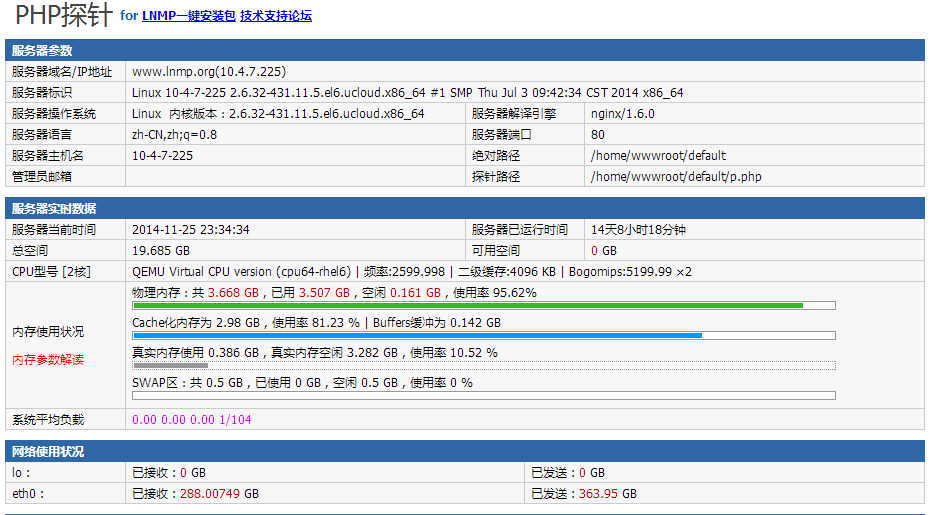 PHP探针 for LNMP一键安装包 技术支持论坛
服务器参数
服务器域名/IP地址 www.lnmp.org(10.4.7.225)
服务器标识 Linux 10-4-7-225 2.6.32-431.11.5.el6.ucloud.x86_64 #1 SMP Thu Jul 3 09:42:34 CST 2014 x86_64
服务器操作系统 Linux 内核版本：2.6.32-431.11.5.el6.ucloud.x86_64 服务器解译引擎 nginx/1.6.0
服务器语言 zh-CN,zh;q=0.8 服务器端口 80
服务器主机名 10-4-7-225 绝对路径 /home/wwwroot/default
管理员邮箱 探针路径 /home/wwwroot/default/p.php
服务器实时数据
服务器当前时间 2014-11-25 23:34:34 服务器已运行时间 14天8小时18分钟
总空间 19.685 GB 可用空间 0 GB
CPU型号 [2核] QEMU Virtual CPU version (cpu64-rhel6) | 频率:2599.998 | 二级缓存:4096 KB | Bogomips:5199.99 ×2
物理内存：共 3.668 GB , 已用 3.507 GB , 空闲 0.161 GB , 使用率 95.62%
Cache化内存为 2.98 GB , 使用率 81.23 % | Buffers缓冲为 0.142 GB
内存使用状况
真实内存使用 0.386 GB , 真实内存空闲 3.282 GB , 使用率 10.52 %
内存参数解读
SWAP区：共 0.5 GB , 已使用 0 GB , 空闲 0.5 GB , 使用率 0 %
系统平均负载 0.00 0.00 0.00 1/104
网络使用状况
lo : 已接收 : 0 GB 已发送 : 0 GB
eth0 : 已接收 : 288.00749 GB 已发送 : 363.95 GB